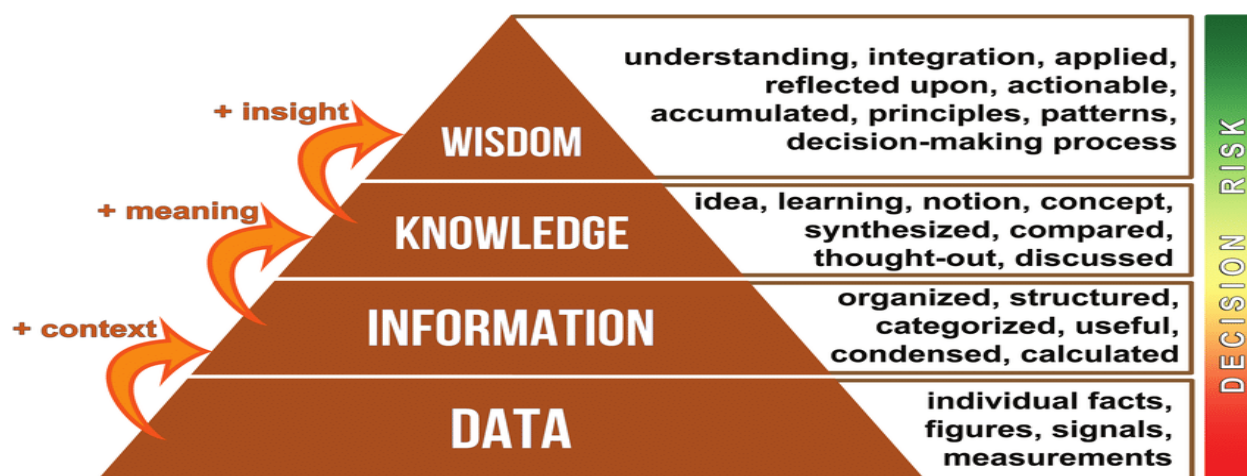 understanding, integration, applied,
reflected upon, actionable,
accumulated, principles, patterns,
decision-making process
+ insight
WISDOM
idea, learning, notion, concept,
synthesized, compared,
thought-out, discussed
+ meaning
KNOWLEDGE
organized, structured,
categorized, useful,
condensed, calculated
+ context
INFORMATION
individual facts,
figures, signals,
measurements
DATA
DECISION RISK